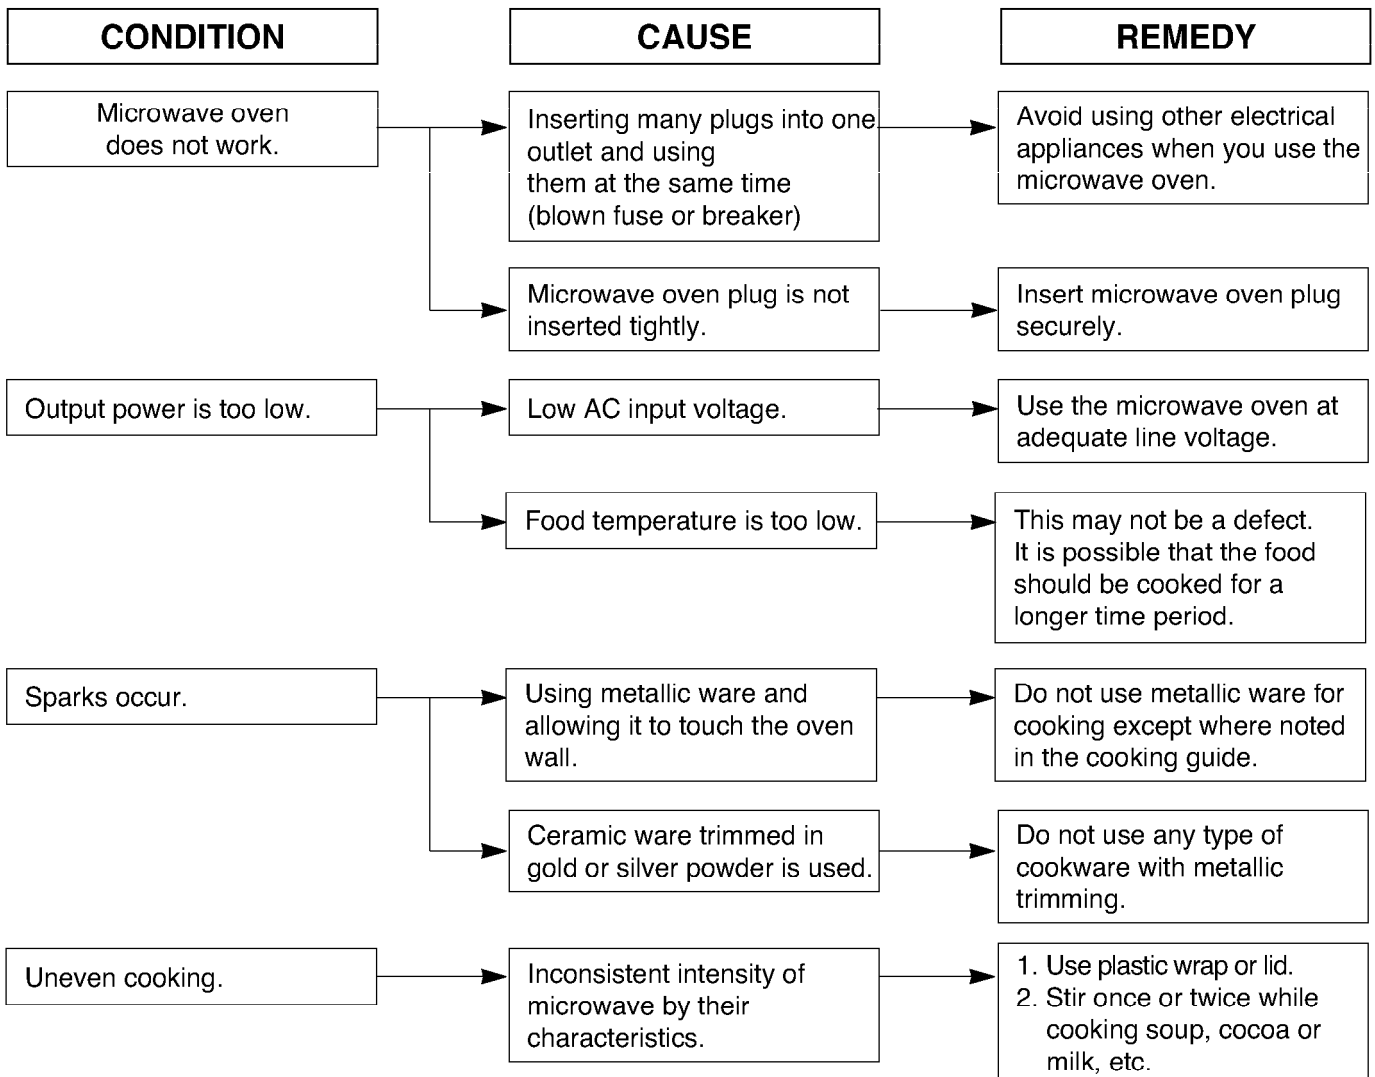 CONDITION
CAUSE
REMEDY
Microwave oven
does not work.
Inserting many plugs into one
outlet and using
them at the same time
(blown fuse or breaker)
Avoid using other electrical
appliances when you use the
microwave oven.
Microwave oven plug is not
inserted tightly.
Insert microwave oven plug
securely.
Output power is too low.
Low AC input voltage.
Use the microwave oven at
adequate line voltage.
Food temperature is too low.
This may not be a defect.
It is possible that the food
should be cooked for a
longer time period.
Sparks occur.
Using metallic ware and
allowing it to touch the oven
wall.
Do not use metallic ware for
cooking except where noted
in the cooking guide.
Ceramic ware trimmed in
gold or silver powder is used.
Do not use any type of
cookware with metallic
trimming.
Uneven cooking.
Inconsistent intensity of
microwave by their
characteristics.
1. Use plastic wrap or lid.
2. Stir once or twice while
cooking soup, cocoa or
milk, etc.